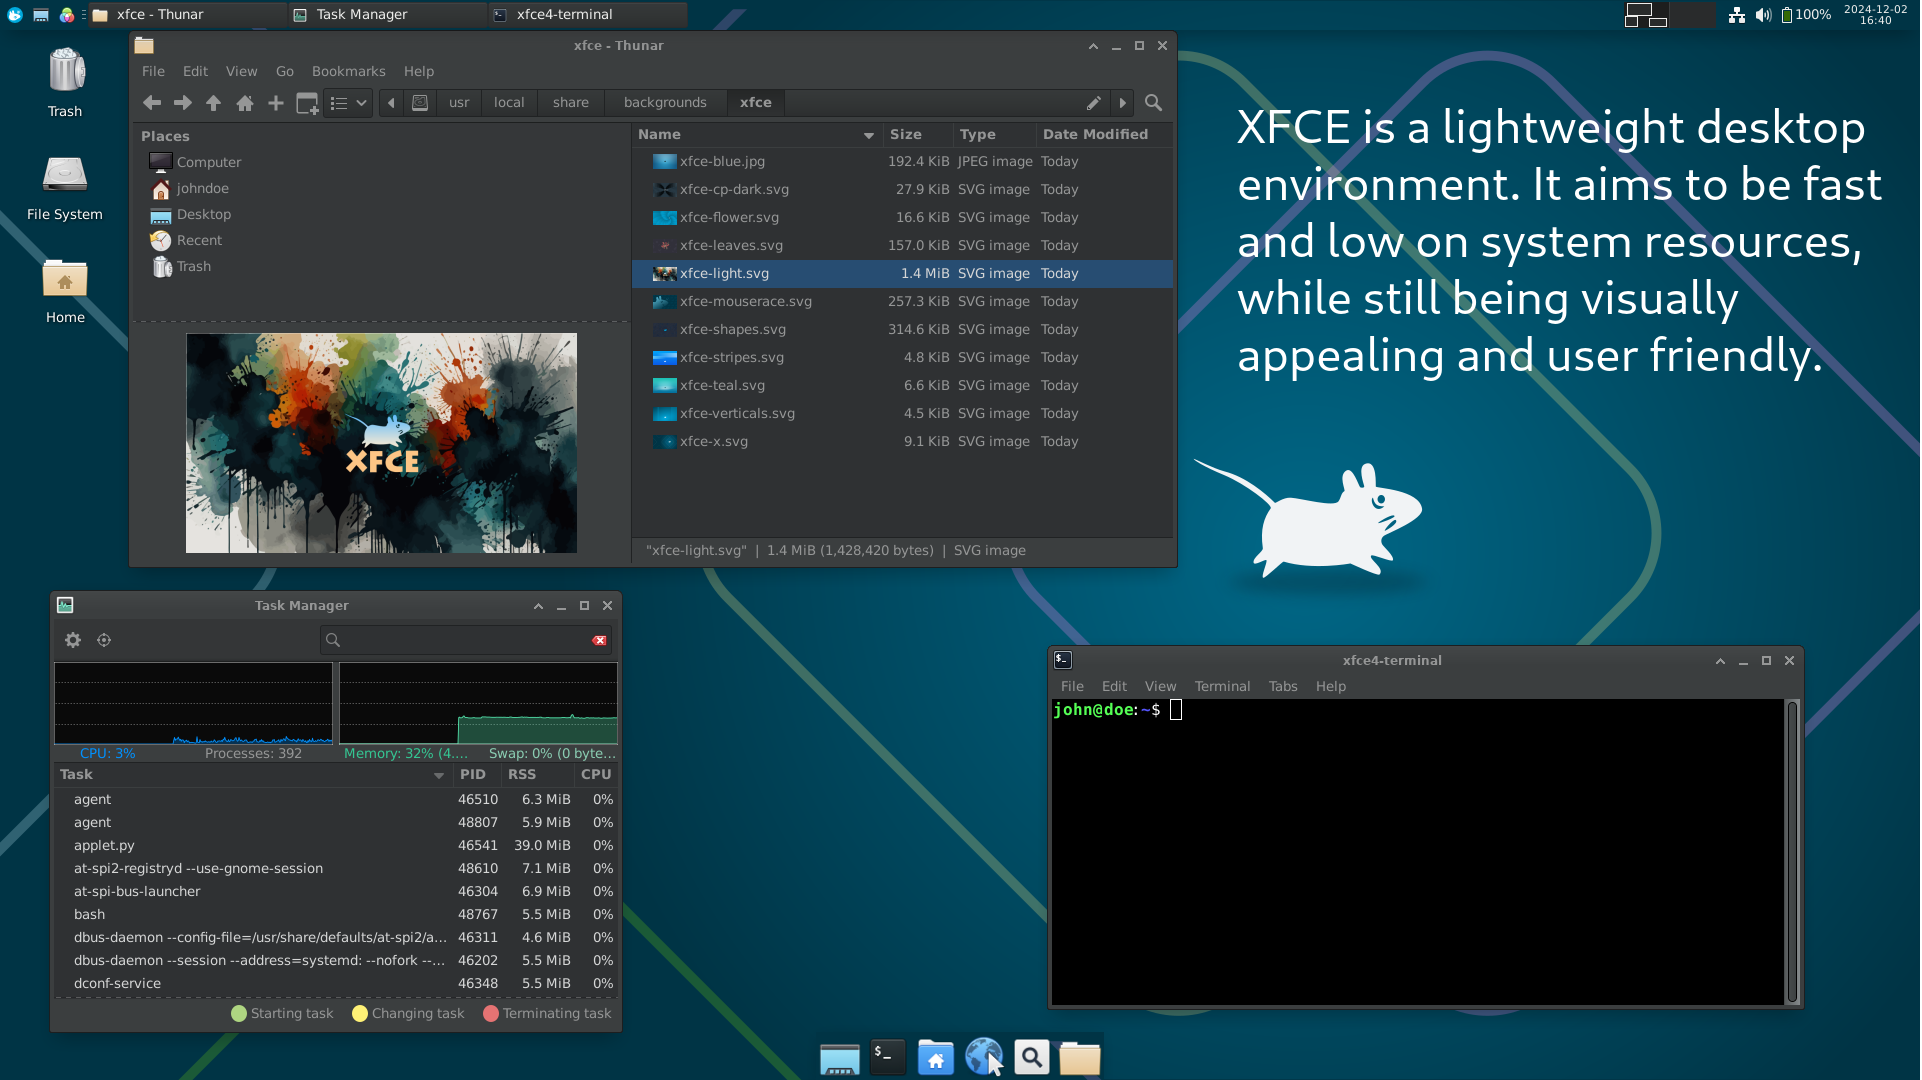 xfce - Thunar
Task Manager
xfce4-terminal
100%
2024-12-02
16:40
Trash
File System
Home
xfce - Thunar
File Edit View Go Bookmarks Help
usr local share backgrounds xfce
Places
Computer
johndoe
Desktop
Recent
Trash
XFCE
Name Size Type Date Modified
xfce-blue.jpg 192.4 KiB JPEG image Today
xfce-cp-dark.svg 27.9 KiB SVG image Today
xfce-flower.svg 16.6 KiB SVG image Today
xfce-leaves.svg 157.0 KiB SVG image Today
xfce-light.svg 1.4 MiB SVG image Today
xfce-mouserace.svg 257.3 KiB SVG image Today
xfce-shapes.svg 314.6 KiB SVG image Today
xfce-stripes.svg 4.8 KiB SVG image Today
xfce-teal.svg 6.6 KiB SVG image Today
xfce-verticals.svg 4.5 KiB SVG image Today
xfce-x.svg 9.1 KiB SVG image Today
"xfce-light.svg" | 1.4 MiB (1,428,420 bytes) | SVG image
XFCE is a lightweight desktop
environment. It aims to be fast
and low on system resources,
while still being visually
appealing and user friendly.
Task Manager
CPU: 3% Processes: 392 Memory: 32% (4.... Swap: 0% (0 byte...
Task PID RSS CPU
agent 46510 6.3 MiB 0%
agent 48807 5.9 MiB 0%
applet.py 46541 39.0 MiB 0%
at-spi2-registryd --use-gnome-session 48610 7.1 MiB 0%
at-spi-bus-launcher 46304 6.9 MiB 0%
bash 48767 5.5 MiB 0%
dbus-daemon --config-file=/usr/share/defaults/at-spi2/a... 46311 4.6 MiB 0%
dbus-daemon --session --address=systemd: --nofork --... 46202 5.5 MiB 0%
dconf-service 46348 5.5 MiB 0%
Starting task Changing task Terminating task
xfce4-terminal
File Edit View Terminal Tabs Help
john@doe:~$
$_